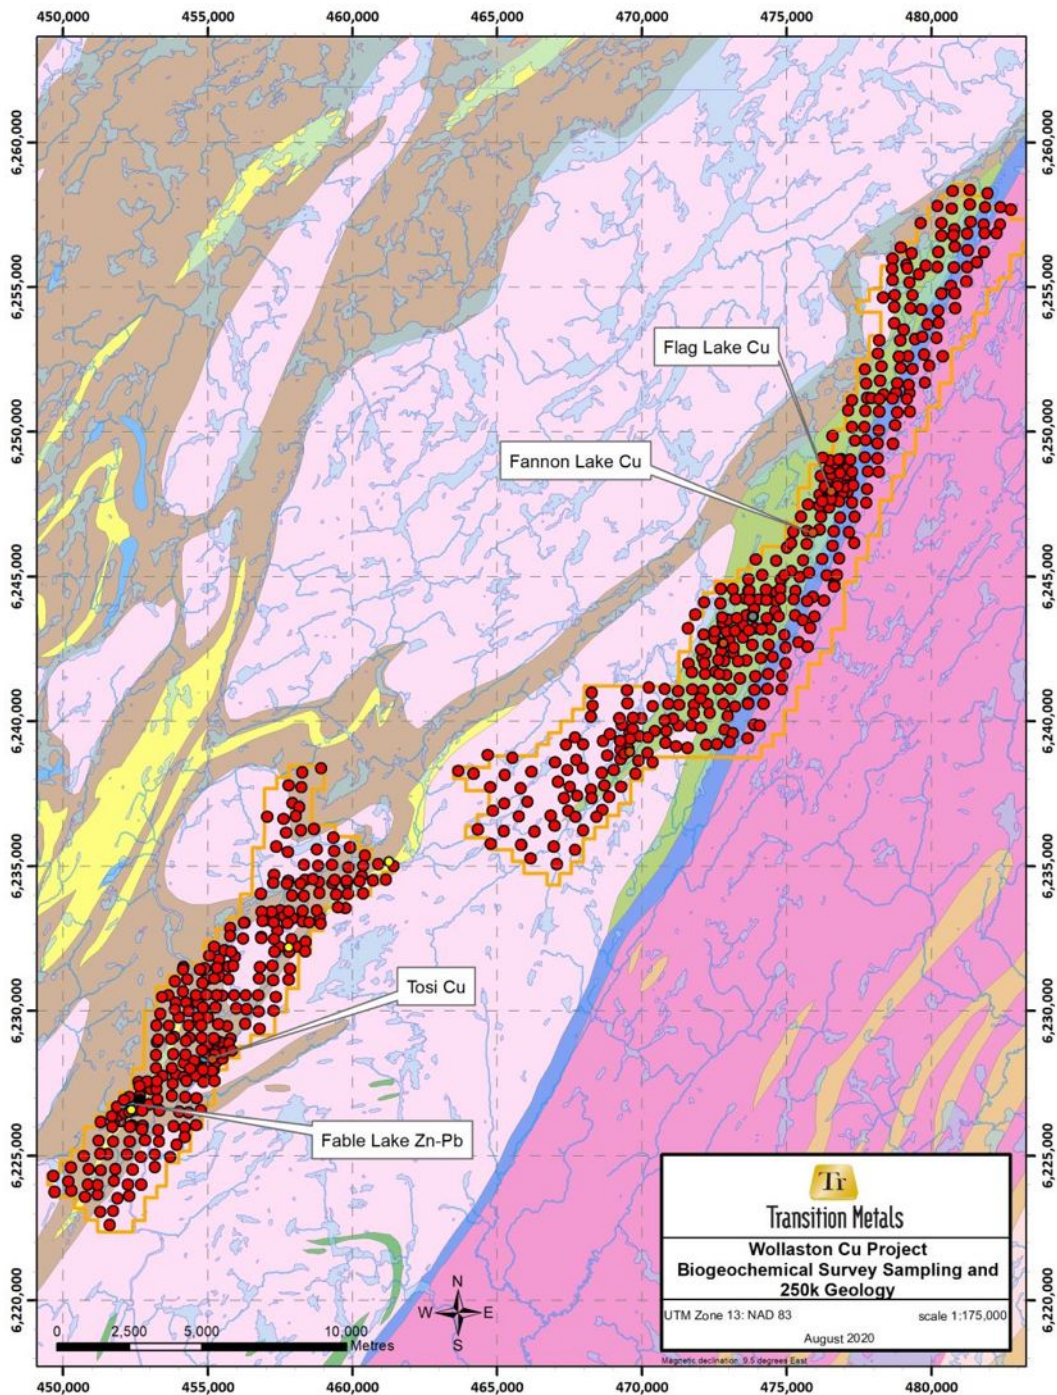 450,000 455,000 460,000 465,000 470,000 475,000 480,000
6,260,000 6,260,000
6,255,000 6,255,000
Flag Lake Cu
6,250,000 6,250,000
Fannon Lake Cu
6,245,000 6,245,000
6,240,000 6,240,000
6,235,000 6,235,000
Tosi Cu
6,230,000 6,230,000
Fable Lake Zn-Pb
6,225,000 6,225,000
Tr
Transition Metals
Wollaston Cu Project
Biogeochemical Survey Sampling and
250k Geology
UTM Zone 13: NAD 83 scale 1:175,000
August 2020
Magnetic declination: 9.5 degrees East
6,220,000 6,220,000
N
W E
S
0 2,500 5,000 10,000
Metres
450,000 455,000 460,000 465,000 470,000 475,000 480,000